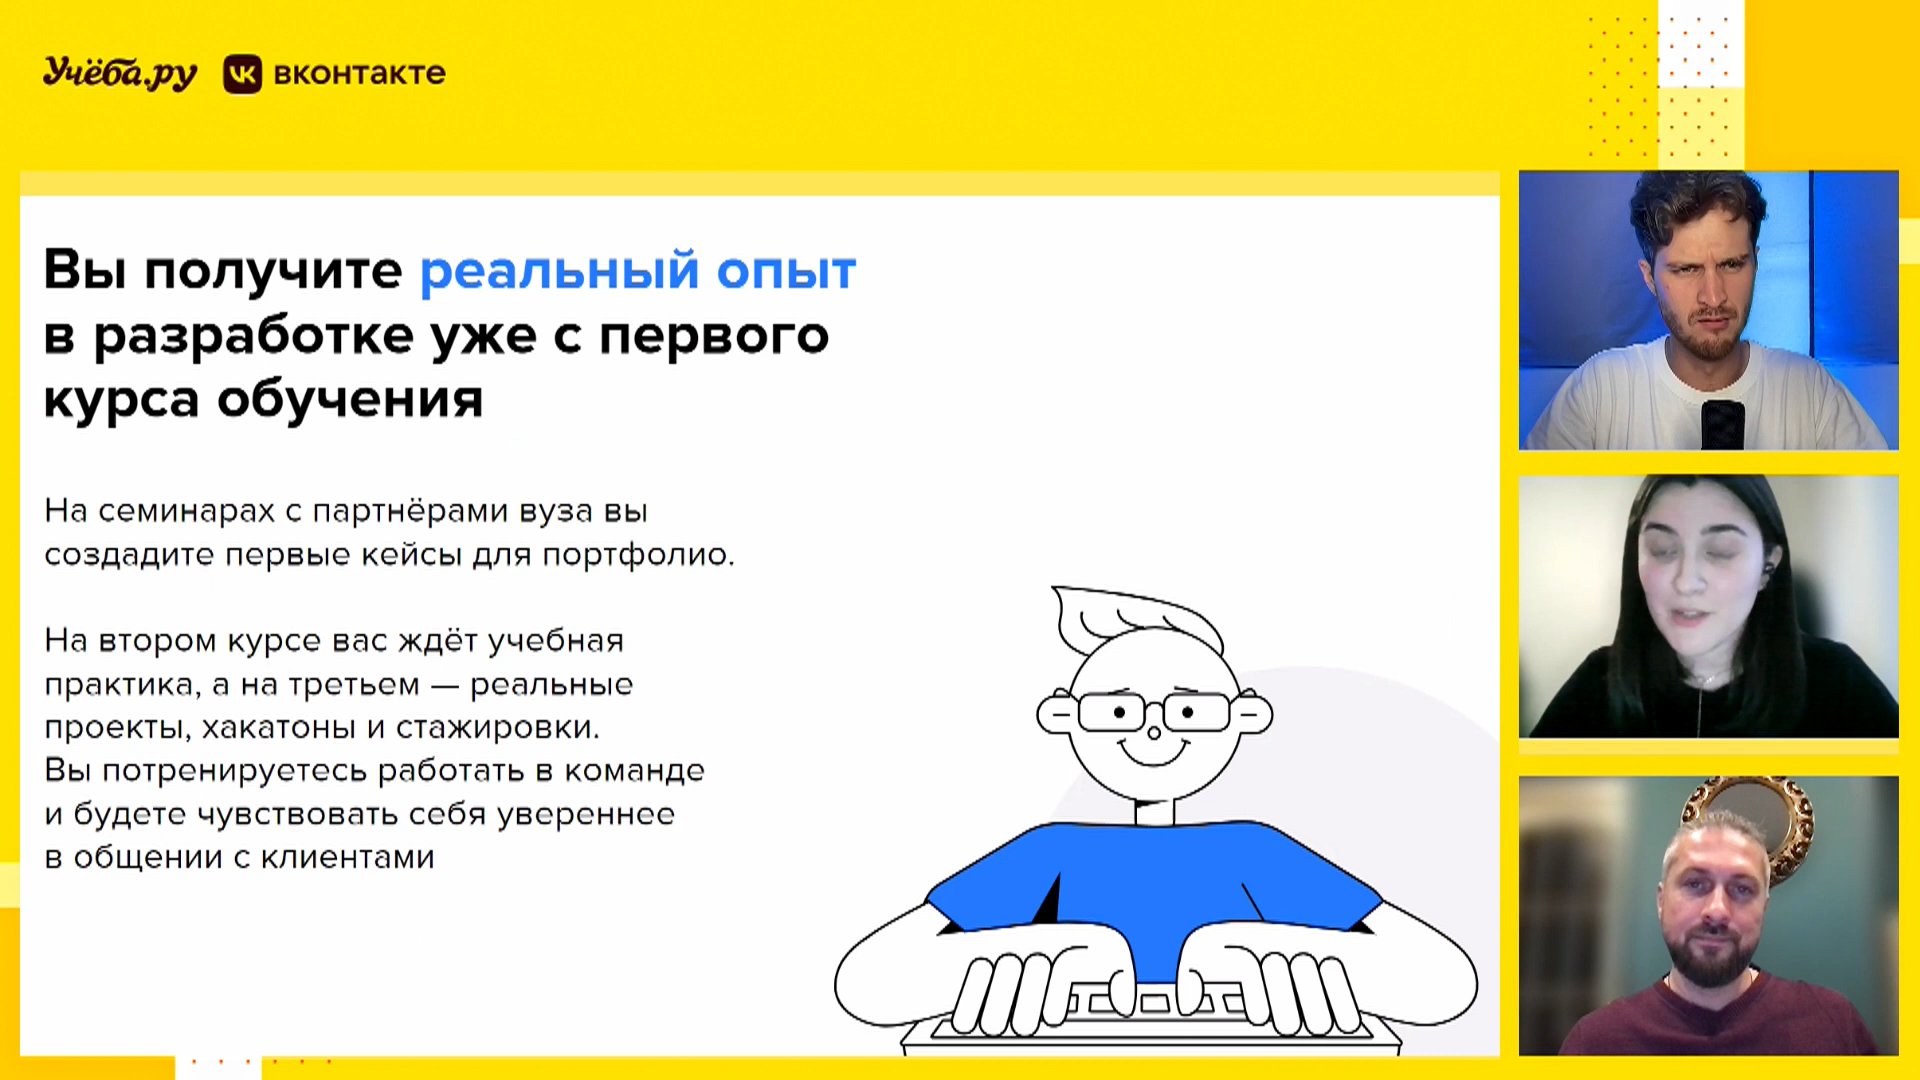 Учёба.ру вконтакте
Вы получите реальный опыт
в разработке уже с первого
курса обучения
На семинарах с партнёрами вуза вы
создадите первые кейсы для портфолио.
На втором курсе вас ждёт учебная
практика, а на третьем — реальные
проекты, хакатоны и стажировки.
Вы потренируетесь работать в команде
и будете чувствовать себя увереннее
в общении с клиентами